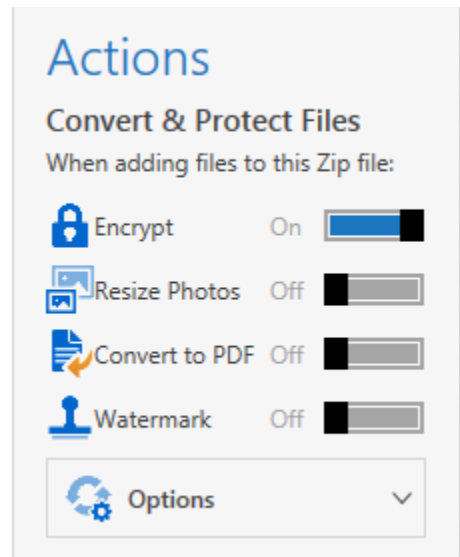 Actions
Convert & Protect Files
When adding files to this Zip file:
Encrypt On
Resize Photos Off
Convert to PDF Off
Watermark Off
Options